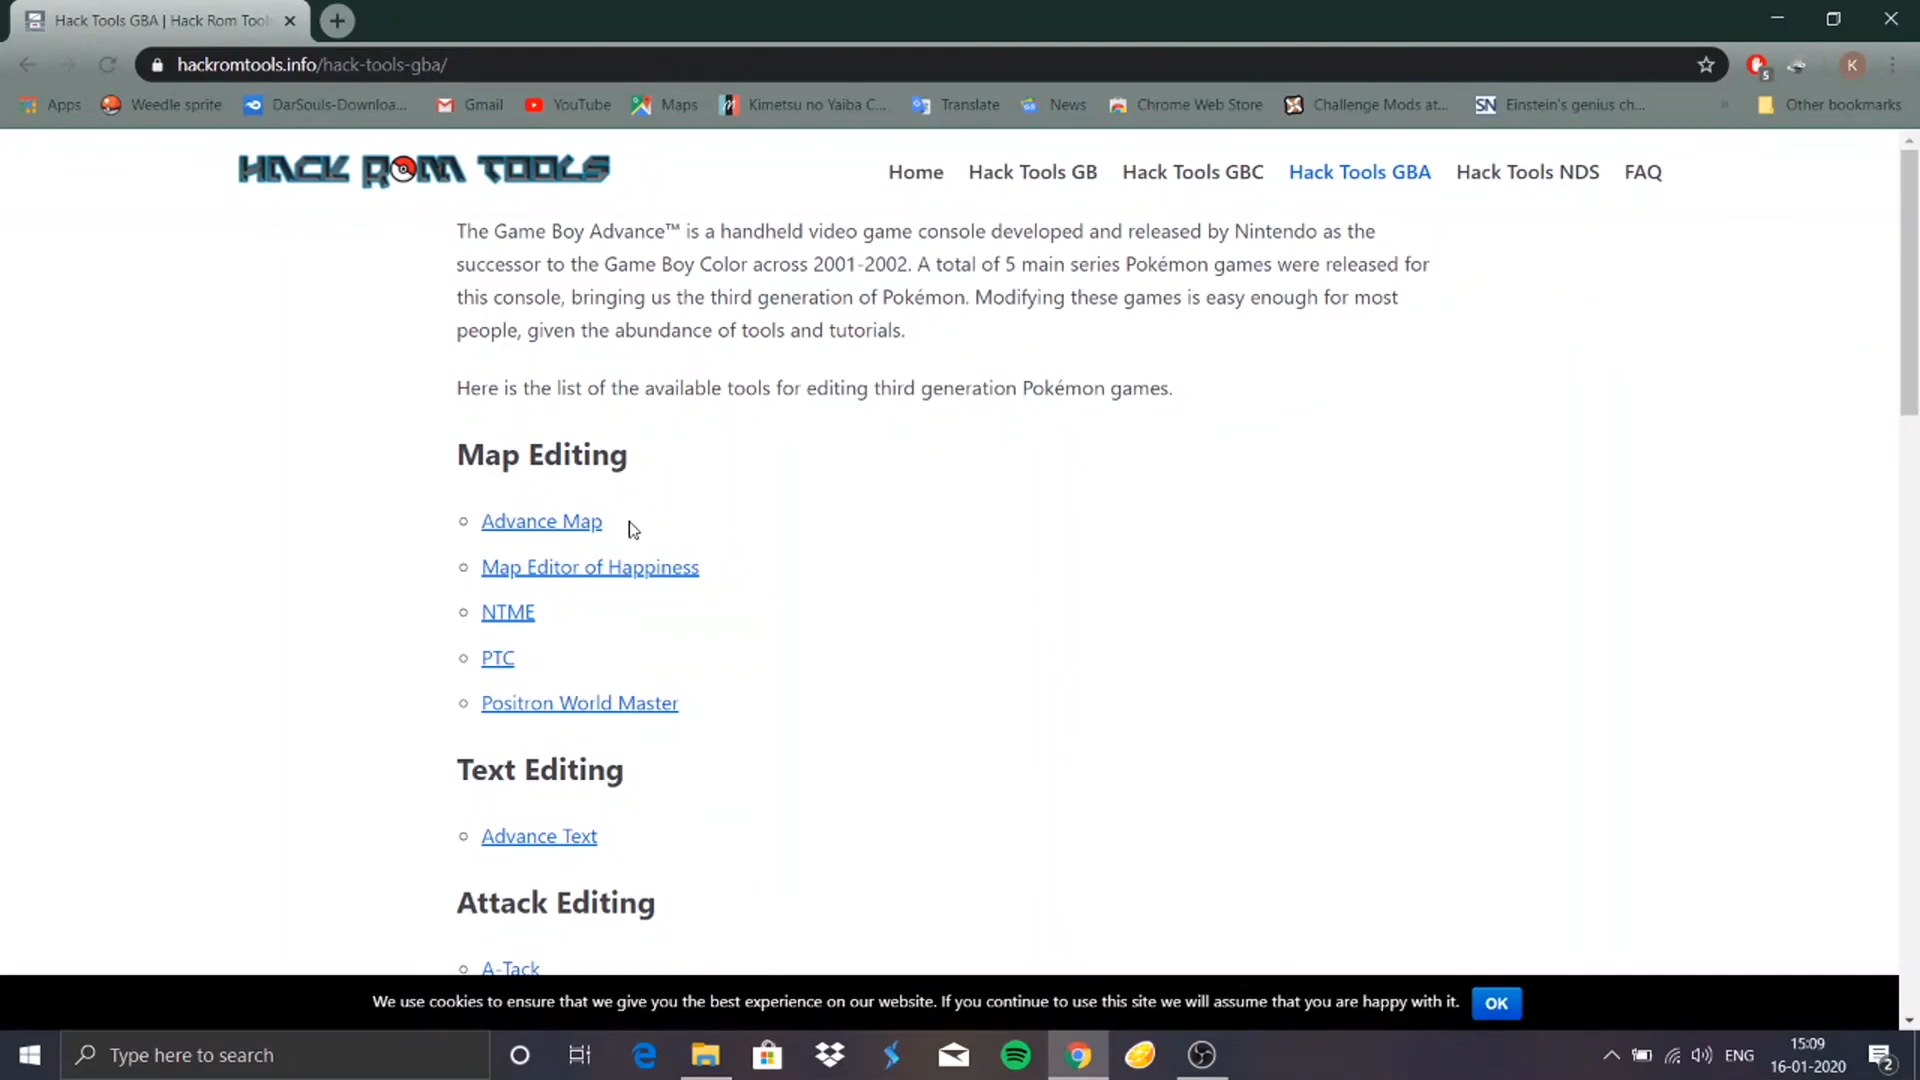 Hack Tools GBA | Hack Rom Tool
hackromtools.info/hack-tools-gba/
5
K
Apps Weedle sprite DarSouls-Downloa... Gmail YouTube Maps Kimetsu no Yaiba C... Translate News Chrome Web Store Challenge Mods at... SN Einstein's genius ch... » Other bookmarks
HACK ROM TOOLS Home Hack Tools GB Hack Tools GBC Hack Tools GBA Hack Tools NDS FAQ
The Game Boy Advance™ is a handheld video game console developed and released by Nintendo as the
successor to the Game Boy Color across 2001-2002. A total of 5 main series Pokémon games were released for
this console, bringing us the third generation of Pokémon. Modifying these games is easy enough for most
people, given the abundance of tools and tutorials.
Here is the list of the available tools for editing third generation Pokémon games.
Map Editing
Advance Map
Map Editor of Happiness
NTME
PTC
Positron World Master
Text Editing
Advance Text
Attack Editing
A-Tack
We use cookies to ensure that we give you the best experience on our website. If you continue to use this site we will assume that you are happy with it. OK
Type here to search
ENG
15:09
16-01-2020
2